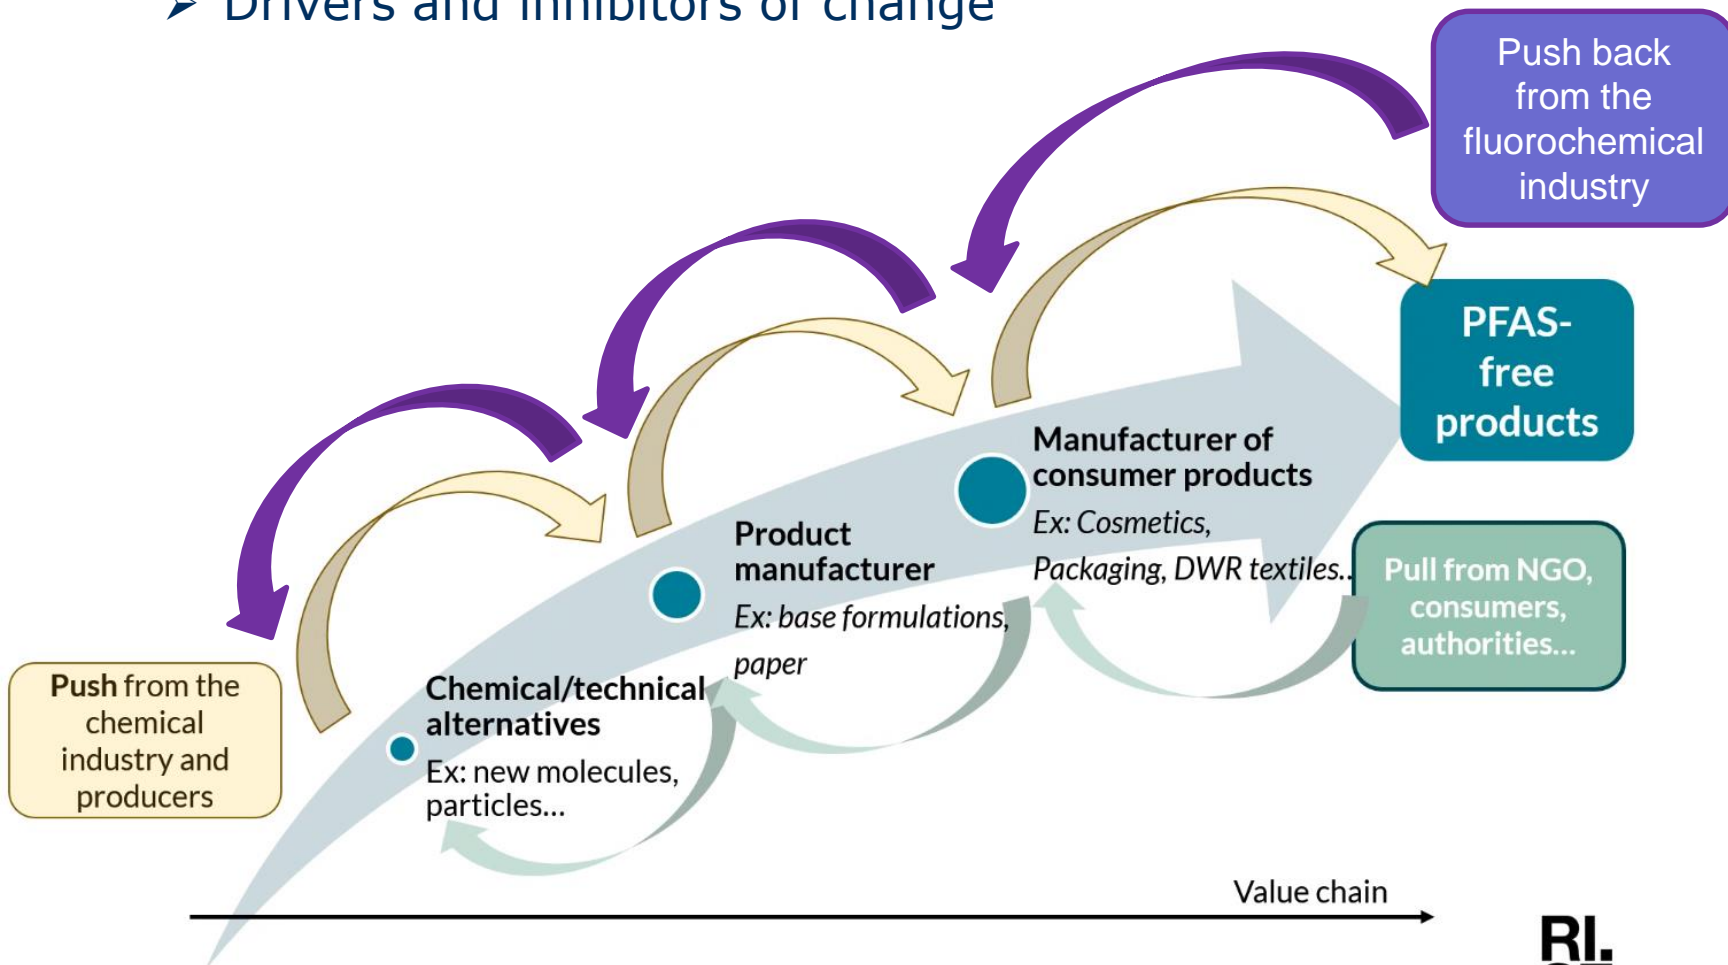 ➢ Drivers and inhibitors of change
Push back
from the
fluorochemical
industry
PFAS-
free
products
Manufacturer of
consumer products
Ex: Cosmetics,
Packaging, DWR textiles..
Pull from NGO,
consumers,
authorities...
Product
manufacturer
Ex: base formulations,
paper
Chemical/technical
alternatives
Ex: new molecules,
particles...
Push from the
chemical
industry and
producers
Value chain
RI.